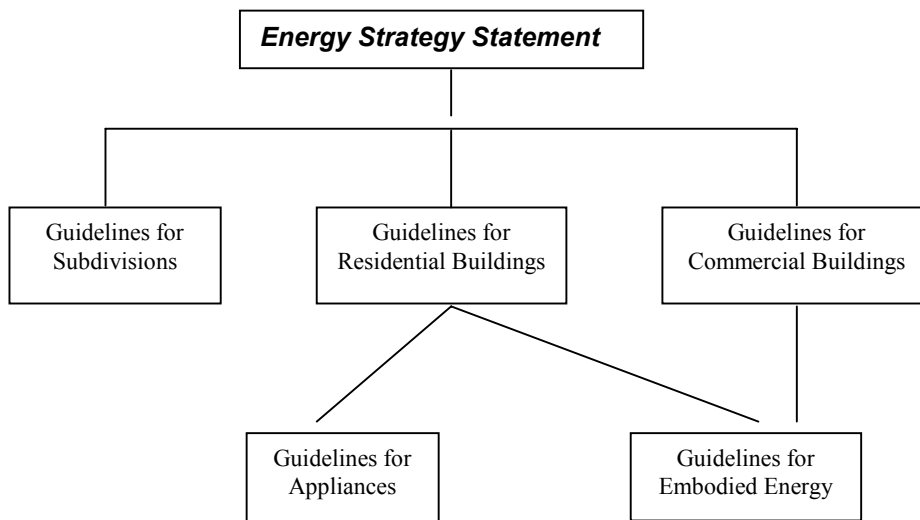 Energy Strategy Statement
Guidelines for
Subdivisions
Guidelines for
Residential Buildings
Guidelines for
Commercial Buildings
Guidelines for
Appliances
Guidelines for
Embodied Energy